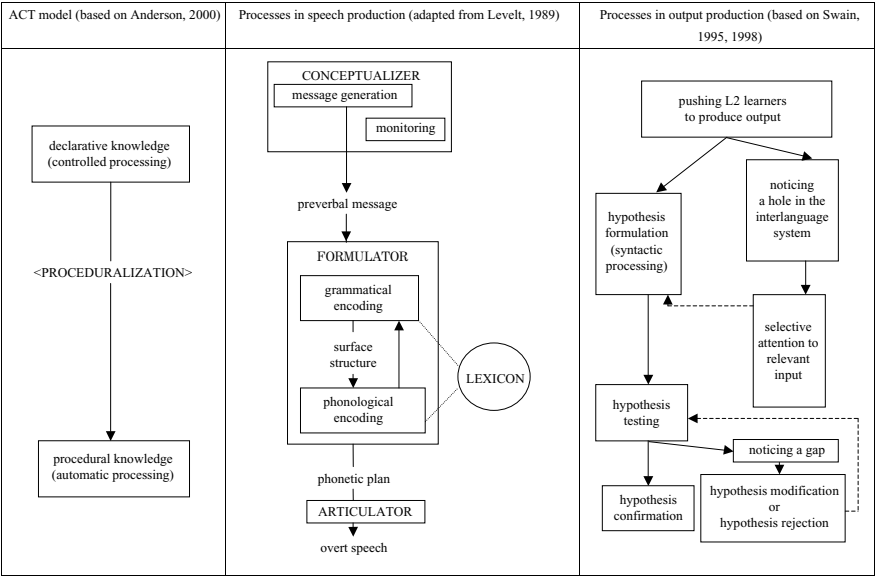 ACT model (based on Anderson, 2000)
Processes in speech production (adapted from Levelt, 1989)
Processes in output production (based on Swain,
1995, 1998)
declarative knowledge
(controlled processing)
<PROCEDURALIZATION>
procedural knowledge
(automatic processing)
CONCEPTUALIZER
message generation
monitoring
preverbal message
FORMULATOR
grammatical
encoding
surface
structure
phonological
encoding
LEXICON
phonetic plan
ARTICULATOR
overt speech
pushing L2 learners
to produce output
noticing
a hole in the
interlanguage
system
hypothesis
formulation
(syntactic
processing)
selective
attention to
relevant
input
hypothesis
testing
noticing a gap
hypothesis
confirmation
hypothesis modification
or
hypothesis rejection